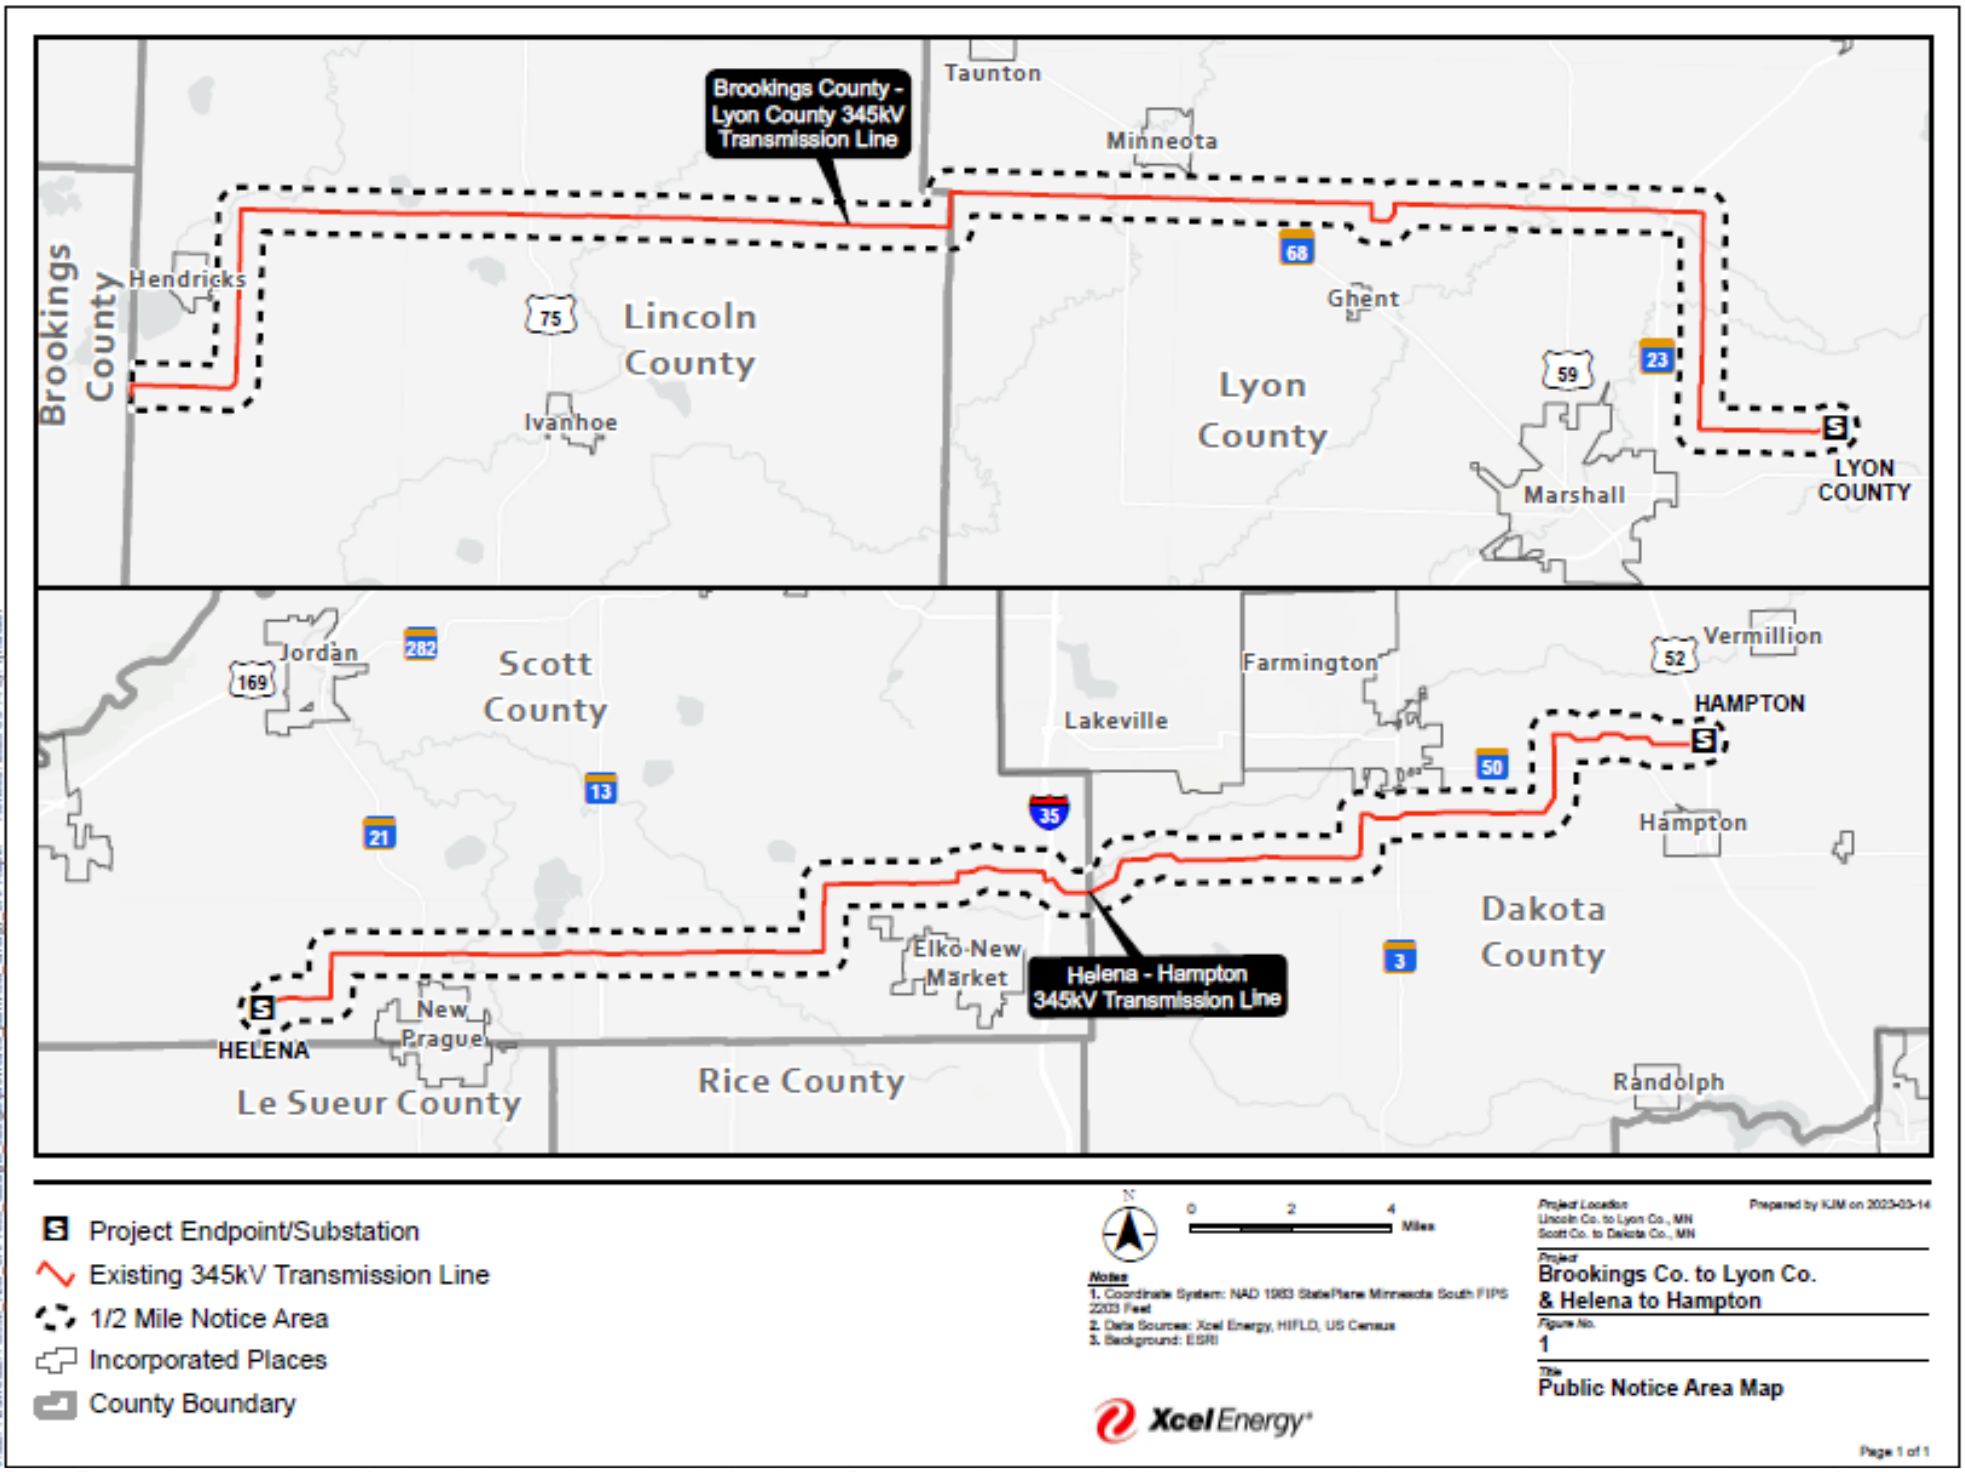 Taunton
Brookings County -
Lyon County 345kV
Transmission Line
Minneota
68
Brookings
County
Hendricks
75
Lincoln
County
Ghent
23
59
Lyon
County
Ivanhoe
LYON
COUNTY
Marshall
Jordan
282
169
Scott
County
Farmington
52
Vermillion
HAMPTON
Lakeville
50
13
35
21
Hampton
Dakota
County
Elko-New
Market
3
Helena - Hampton
345kV Transmission Line
New
Prague
HELENA
Rice County
Le Sueur County
Randolph
S Project Endpoint/Substation
Existing 345kV Transmission Line
1/2 Mile Notice Area
Incorporated Places
County Boundary
N
0 2 4
Miles
Notes
1. Coordinate System: NAD 1983 StatePlane Minnesota South FIPS
2203 Feet
2. Data Sources: Xcel Energy, HIFLD, US Census
3. Background: ESRI
Xcel Energy®
Project Location
Prepared by KJM on 2023-03-14
Lincoln Co. to Lyon Co., MN
Scott Co. to Dakota Co., MN
Project
Brookings Co. to Lyon Co.
& Helena to Hampton
Figure No.
1
Title
Public Notice Area Map
Page 1 of 1